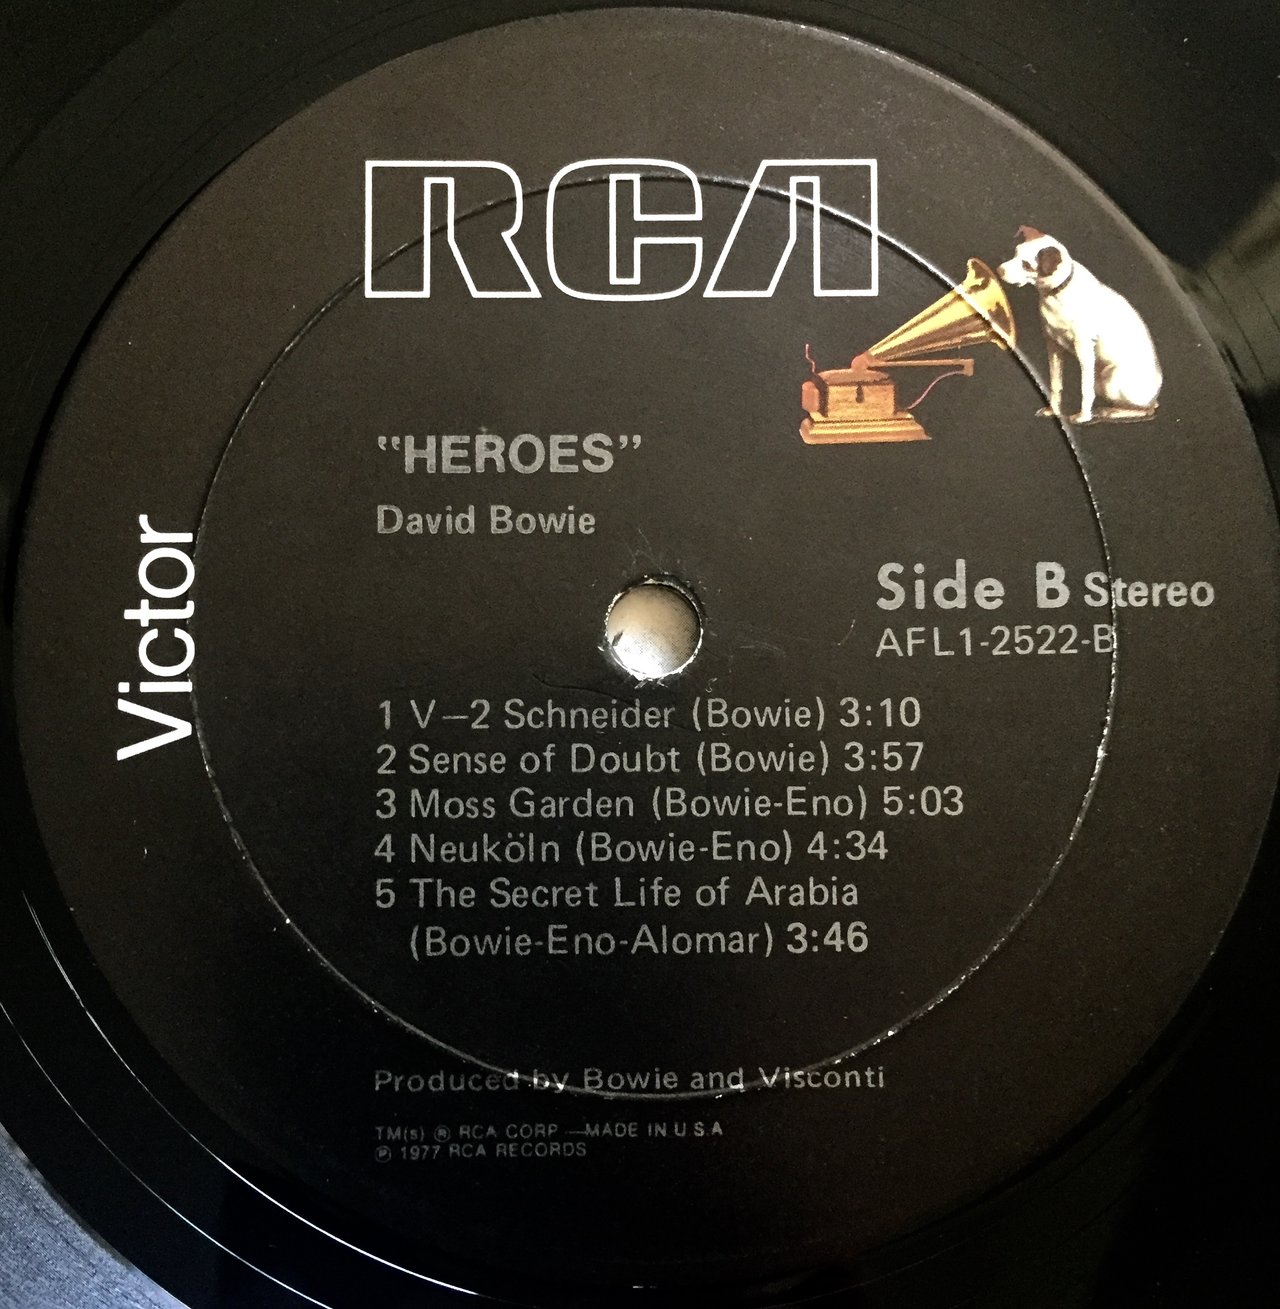 RCA
"HEROES"
David Bowie
Victor
Side B Stereo
AFL1-2522-B
1 V–2 Schneider (Bowie) 3:10
2 Sense of Doubt (Bowie) 3:57
3 Moss Garden (Bowie-Eno) 5:03
4 Neuköln (Bowie-Eno) 4:34
5 The Secret Life of Arabia
(Bowie-Eno-Alomar) 3:46
Produced by Bowie and Visconti
TM(s) ® RCA CORP —MADE IN U.S.A
℗ 1977 RCA RECORDS